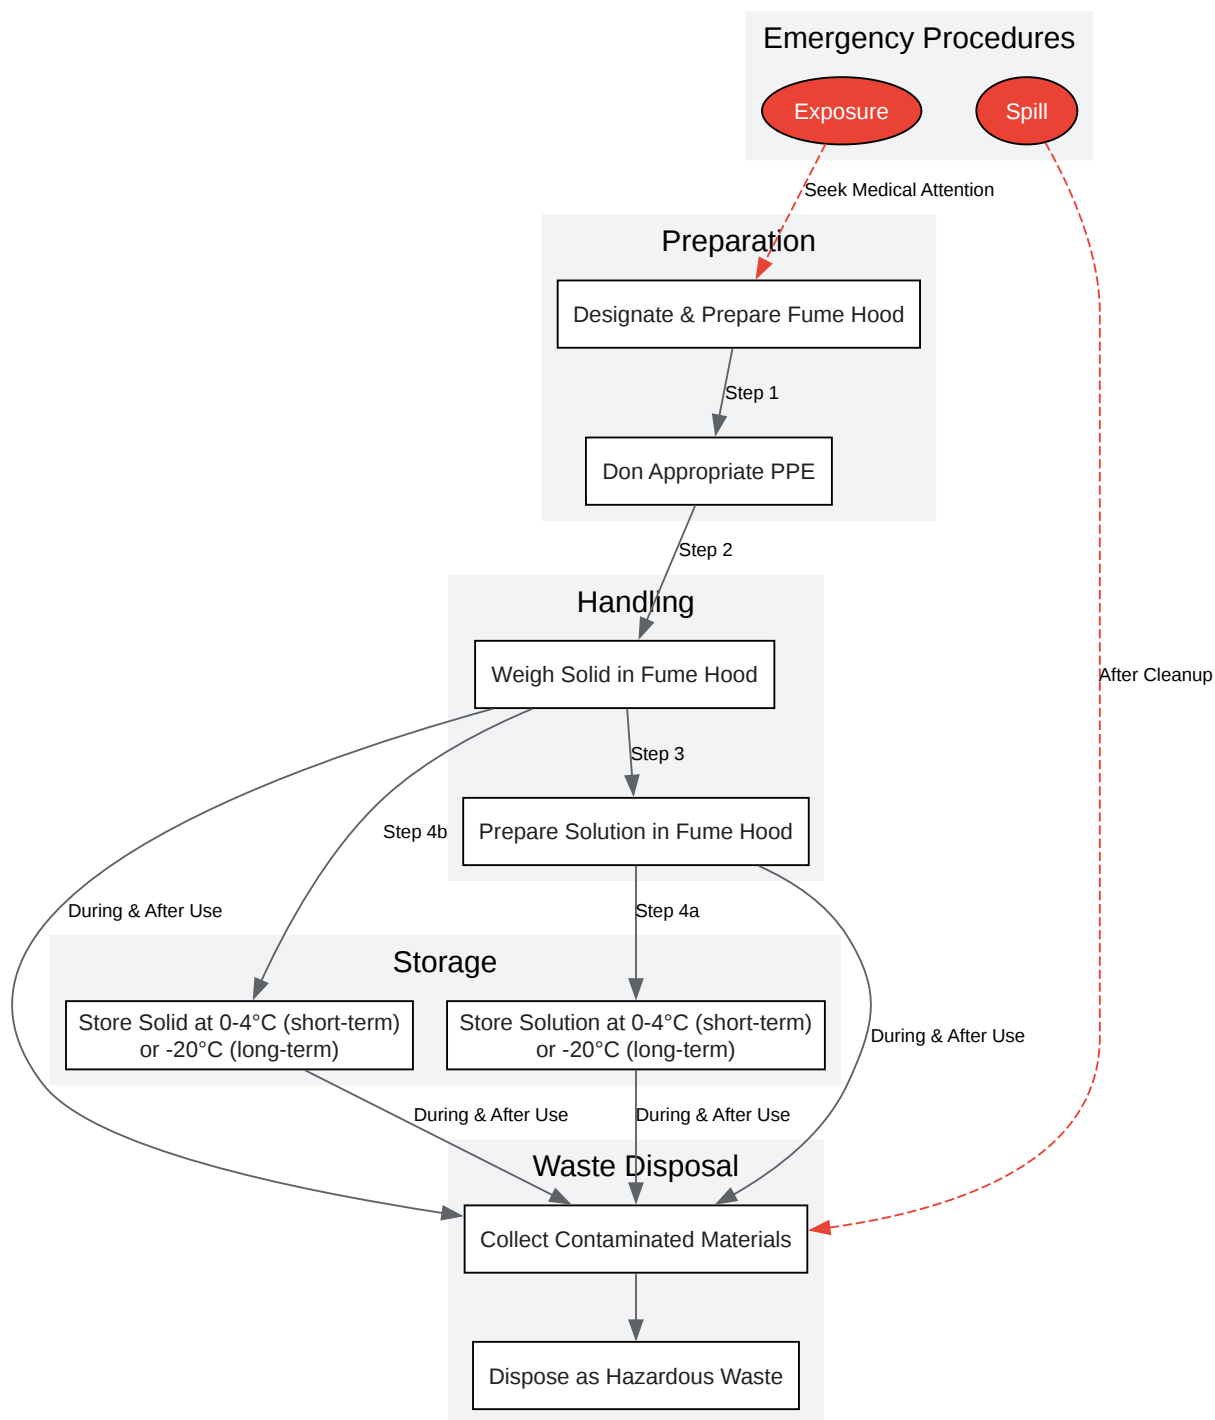 Emergency Procedures
Exposure
Spill
Seek Medical Attention
Preparation
Designate & Prepare Fume Hood
Step 1
Don Appropriate PPE
Step 2
Handling
Weigh Solid in Fume Hood
After Cleanup
Step 3
Step 4b
Prepare Solution in Fume Hood
During & After Use
Step 4a
Storage
Store Solid at 0-4°C (short-term)
or -20°C (long-term)
Store Solution at 0-4°C (short-term)
or -20°C (long-term)
During & After Use
During & After Use
During & After Use
Waste Disposal
Collect Contaminated Materials
Dispose as Hazardous Waste